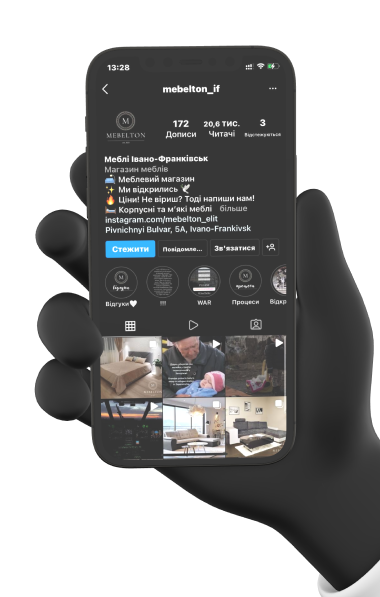 13:28
mebelton_if
M
MEBELTON
172
20,6 тис.
3
Дописи
Читачі
Відстежуються
Меблі Івано-Франківськ
Магазин меблів
🛋 Меблевий магазин
✨ Ми відкрились 🕊
🔥 Ціни! Не віриш? Тоді напиши нам!
🛏 Корпусні та м'які меблі більше
instagram.com/mebelton_elit
Pivnichnyi Bulvar, 5A, Ivano-Frankivsk
Стежити
Повідомле...
Зв'язатися
Відгуки🤍
!!!
WAR
Процеси
Відкр